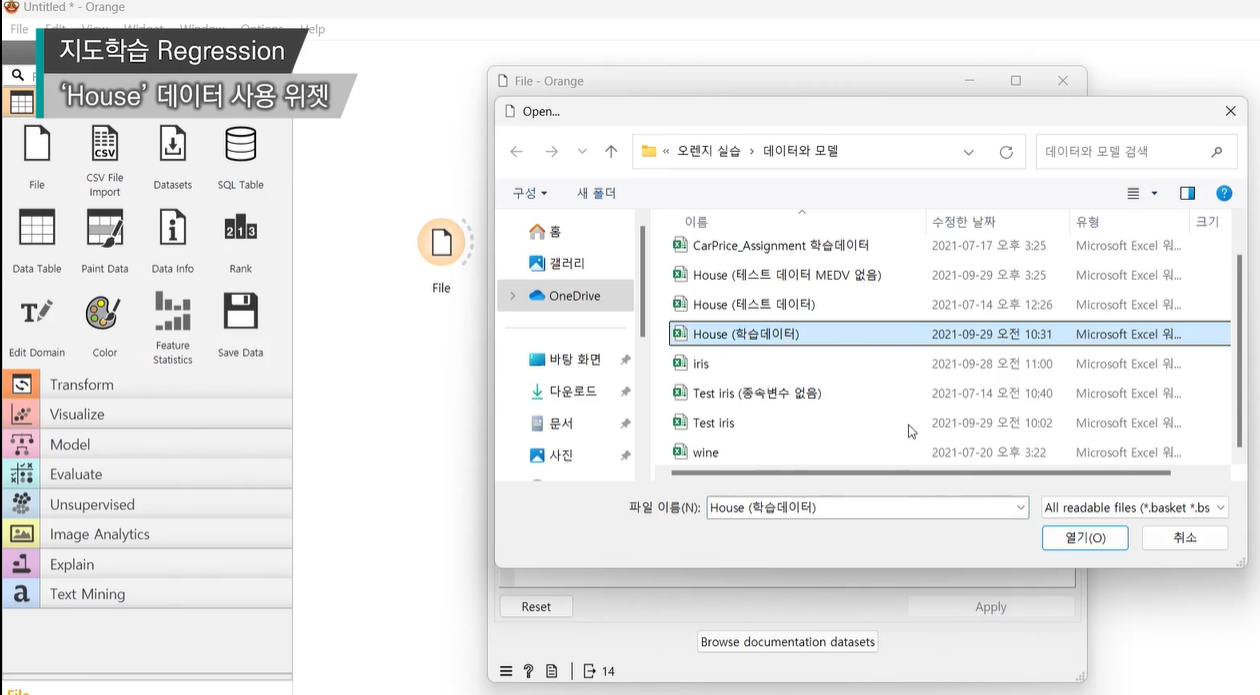 Untitled * - Orange
File Edit View Widget Window Options Help
지도학습 Regression
'House' 데이터 사용 위젯
File
CSV File Import
Datasets
SQL Table
Data Table
Paint Data
Data Info
Rank
Edit Domain
Color
Feature Statistics
Save Data
Transform
Visualize
Model
Evaluate
Unsupervised
Image Analytics
Explain
Text Mining
File
File
File - Orange
Open...
« 오렌지 실습 › 데이터와 모델
데이터와 모델 검색
구성
새 폴더
홈
갤러리
OneDrive
바탕 화면
다운로드
문서
사진
이름 수정한 날짜 유형 크기
CarPrice_Assignment 학습데이터 2021-07-17 오후 3:25 Microsoft Excel 워...
House (테스트 데이터 MEDV 없음) 2021-09-29 오후 3:25 Microsoft Excel 워...
House (테스트 데이터) 2021-07-14 오후 12:26 Microsoft Excel 워...
House (학습데이터) 2021-09-29 오전 10:31 Microsoft Excel 워...
iris 2021-09-28 오전 11:00 Microsoft Excel 워...
Test iris (종속변수 없음) 2021-07-14 오전 10:40 Microsoft Excel 워...
Test iris 2021-09-29 오전 10:02 Microsoft Excel 워...
wine 2021-07-20 오후 3:22 Microsoft Excel 워...
파일 이름(N): House (학습데이터) All readable files (*.basket *.bs
열기(O) 취소
Reset Apply
Browse documentation datasets
14